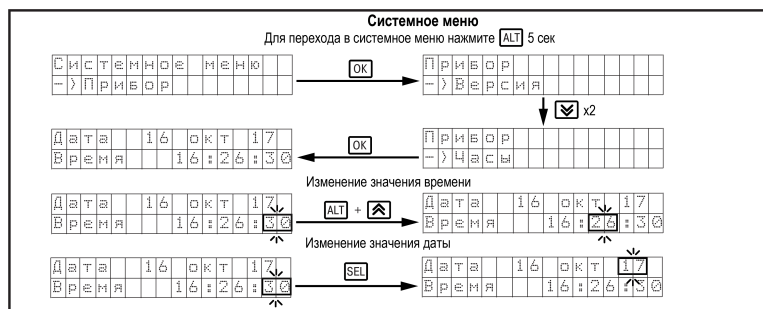 Системное меню
Для перехода в системное меню нажмите ALT 5 сек
Системное меню
->Прибор
OK
Прибор
->Версия
x2
Дата 16 окт 17
Время 16:26:30
OK
Прибор
->Часы
Изменение значения времени
Дата 16 окт 17
Время 16:26:30
ALT +
Дата 16 окт 17
Время 16:26:30
Изменение значения даты
Дата 16 окт 17
Время 16:26:30
SEL
Дата 16 окт 17
Время 16:26:30